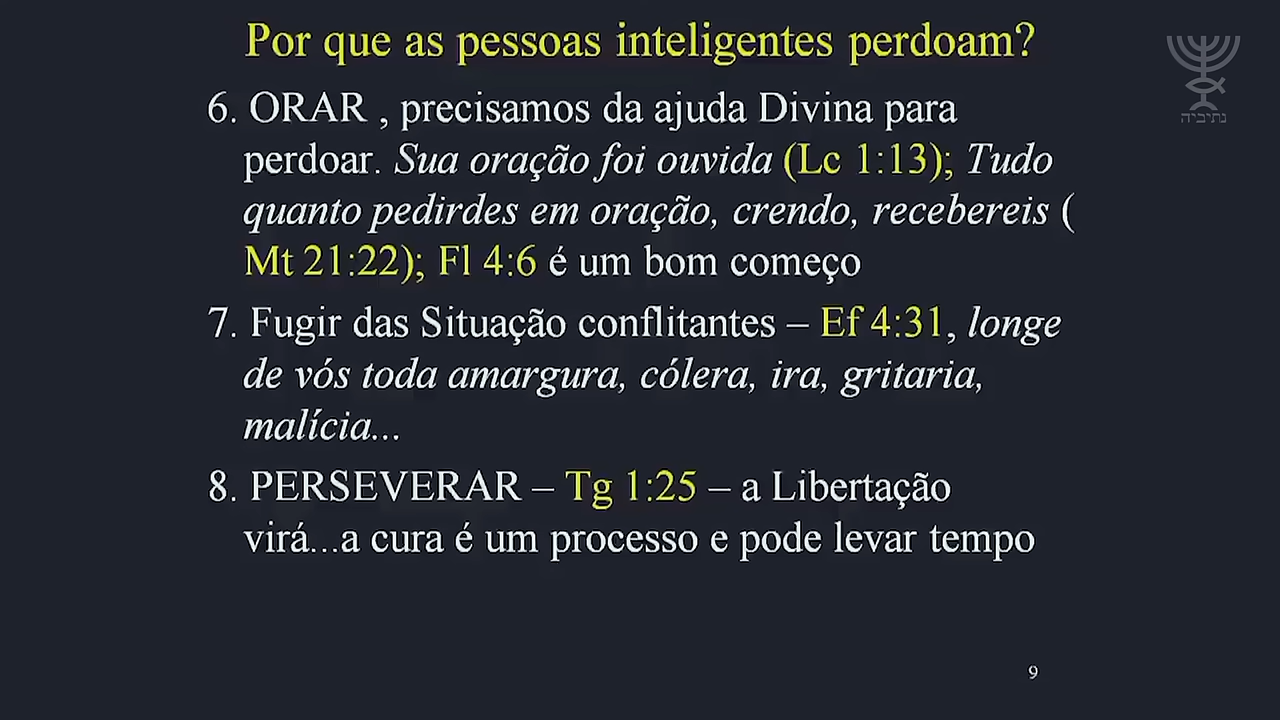 Por que as pessoas inteligentes perdoam?
6. ORAR , precisamos da ajuda Divina para
perdoar. Sua oração foi ouvida (Lc 1:13); Tudo
quanto pedirdes em oração, crendo, recebereis (
Mt 21:22); Fl 4:6 é um bom começo
7. Fugir das Situação conflitantes – Ef 4:31, longe
de vós toda amargura, cólera, ira, gritaria,
malícia...
8. PERSEVERAR – Tg 1:25 – a Libertação
virá...a cura é um processo e pode levar tempo
9
נתיביה